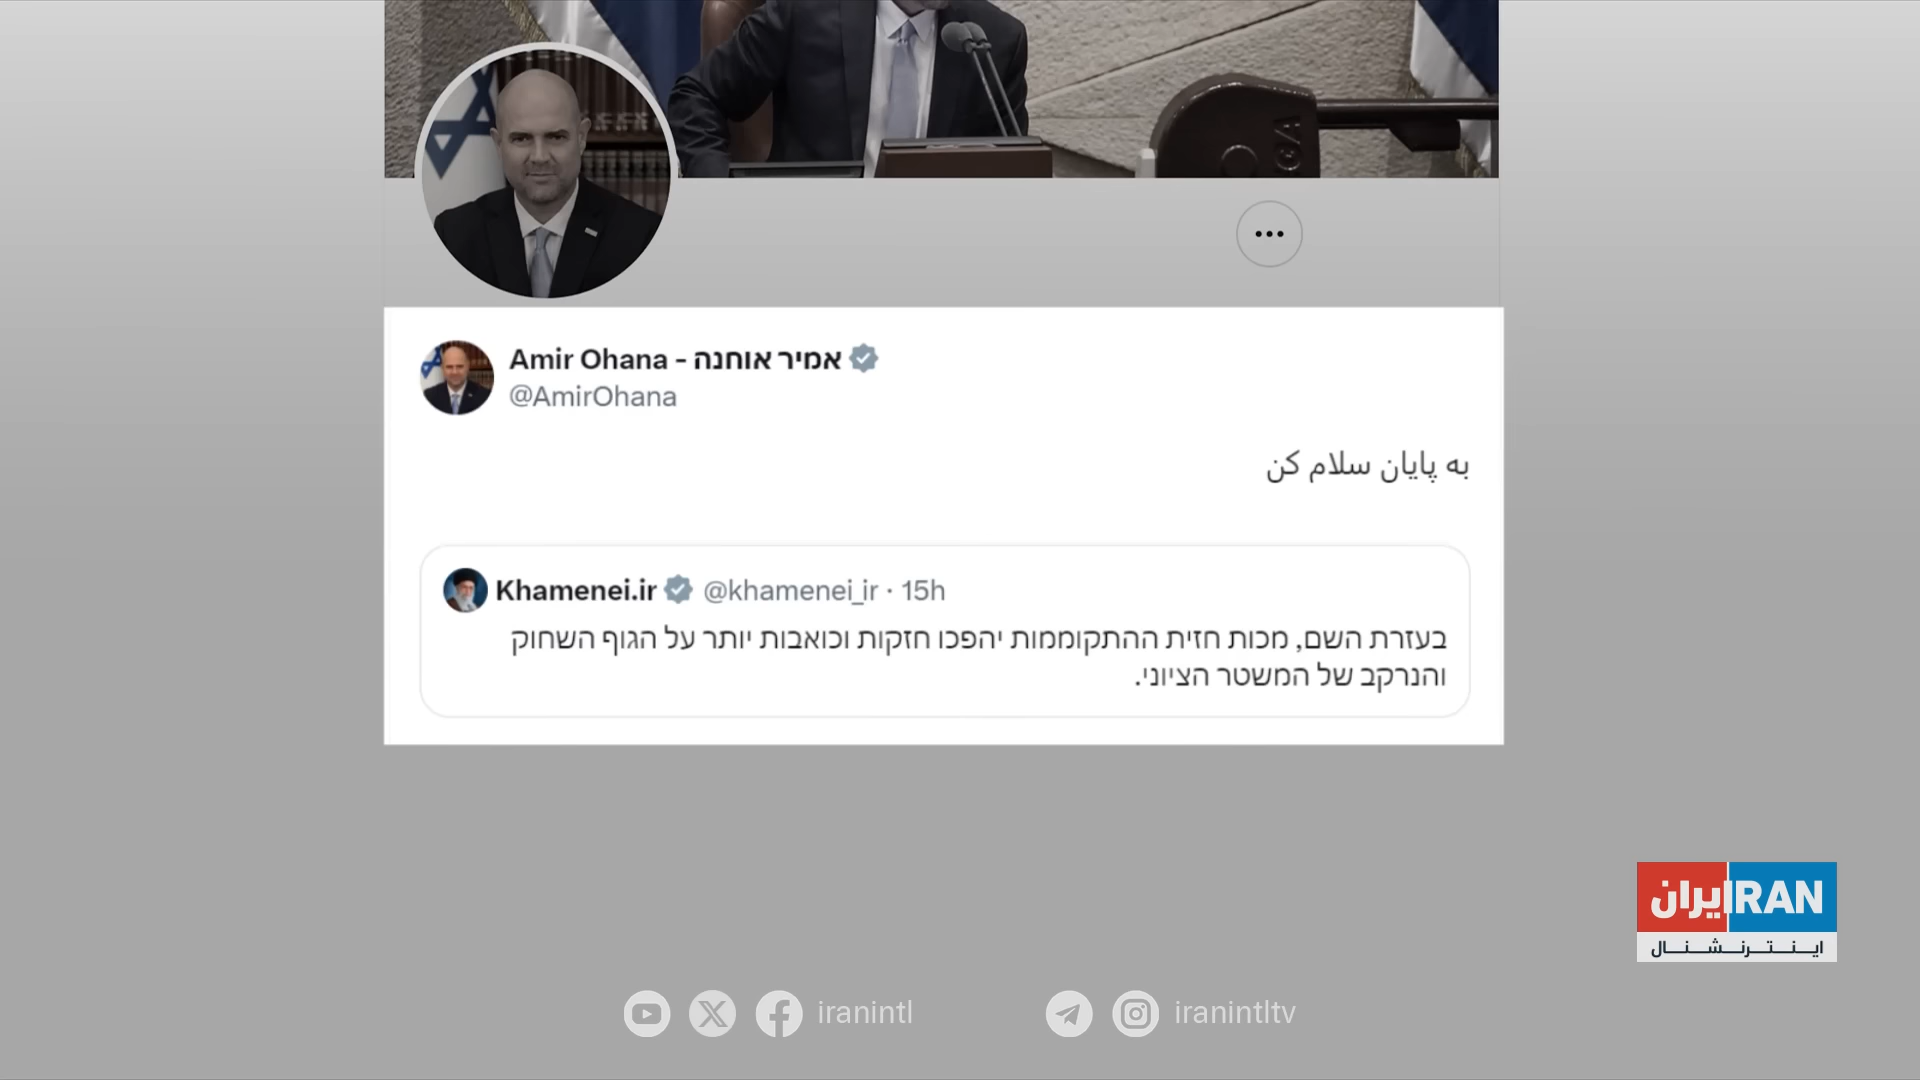 Amir Ohana - אמיר אוחנה
@AmirOhana
به پایان سلام کن
Khamenei.ir @khamenei_ir · 15h
בעזרת השם, מכות חזית ההתקוממות יהפכו חזקות וכואבות יותר על הגוף השחוק
והנרקב של המשטר הציוני.
ایران IRAN
اینترنشنال
iranintl
iranintltv